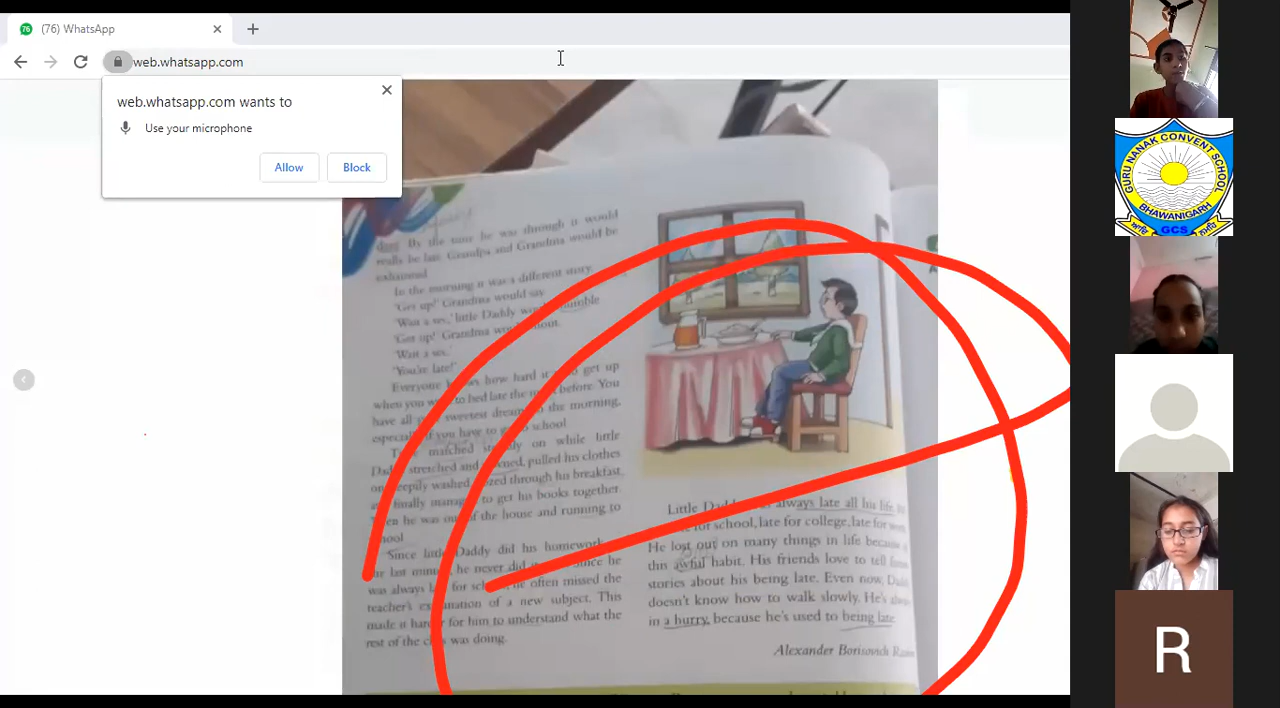 (76) WhatsApp
web.whatsapp.com
web.whatsapp.com wants to
Use your microphone
Allow
Block
By the time he was through it would
really be late. Grandpa and Grandma would be
exhausted.
In the morning it was a different story.
'Get up!' Grandma would say
'Wait a sec,' little Daddy would mumble
'Get up!' Grandma would shout.
'Wait a sec.'
'You're late!'
Everyone knows how hard it is to get up
when you went to bed late the night before. You
have all your sweetest dreams in the morning,
especially if you have to go to school
Time marched steadily on while little
Daddy stretched and yawned, pulled his clothes
on, sleepily washed, through his breakfast
and finally managed to get his books together.
Then he was out of the house and running to
school
Since little Daddy did his homework
the last minute, he never did Since he
was always late for school, he often missed the
teacher's explanation of a new subject. This
made it harder for him to understand what the
rest of the class was doing.
Little Daddy always late all his life.
for school, late for college, late for work.
He lost out on many things in life because
this awful habit. His friends love to tell
stories about his being late. Even now, Daddy
doesn't know how to walk slowly. He's always
in a hurry, because he's used to being late.
Alexander Borisovich
GURU NANAK CONVENT SCHOOL
BHAWANIGARH
GCS
R